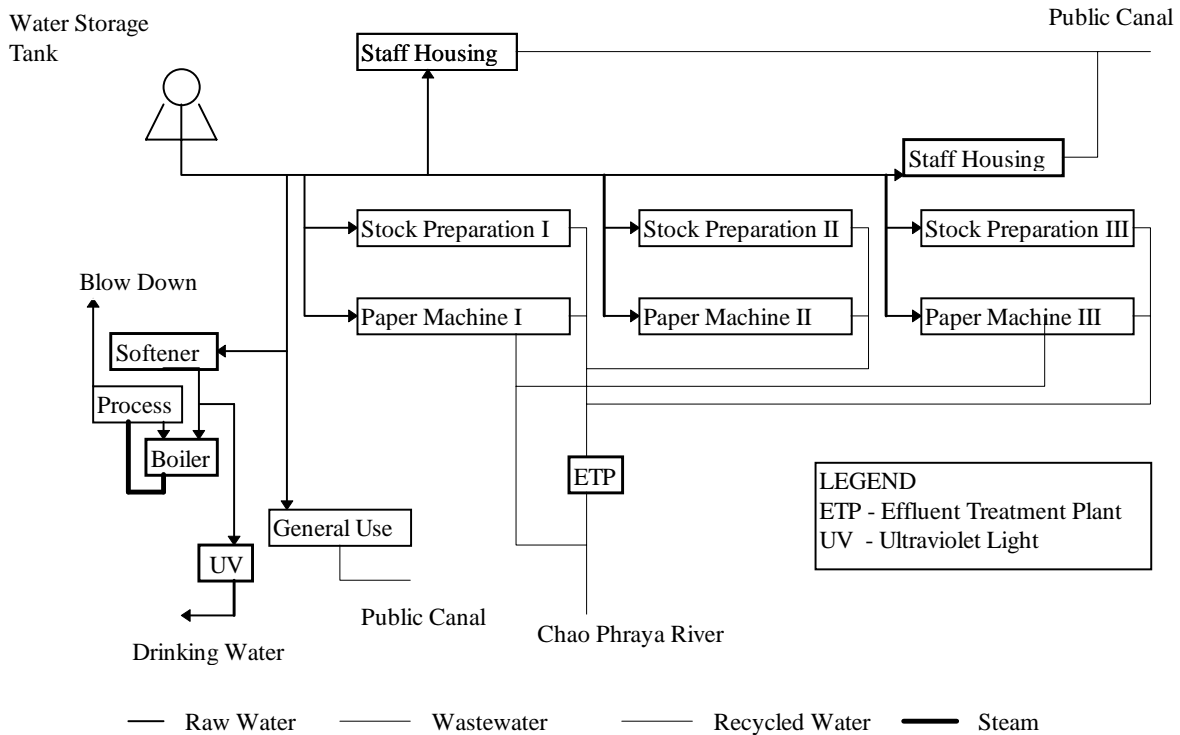 Water Storage
Tank
Public Canal
Staff Housing
Staff Housing
Stock Preparation I
Stock Preparation II
Stock Preparation III
Blow Down
Paper Machine I
Paper Machine II
Paper Machine III
Softener
Process
Boiler
ETP
LEGEND
ETP - Effluent Treatment Plant
UV - Ultraviolet Light
General Use
UV
Public Canal
Chao Phraya River
Drinking Water
Raw Water
Wastewater
Recycled Water
Steam